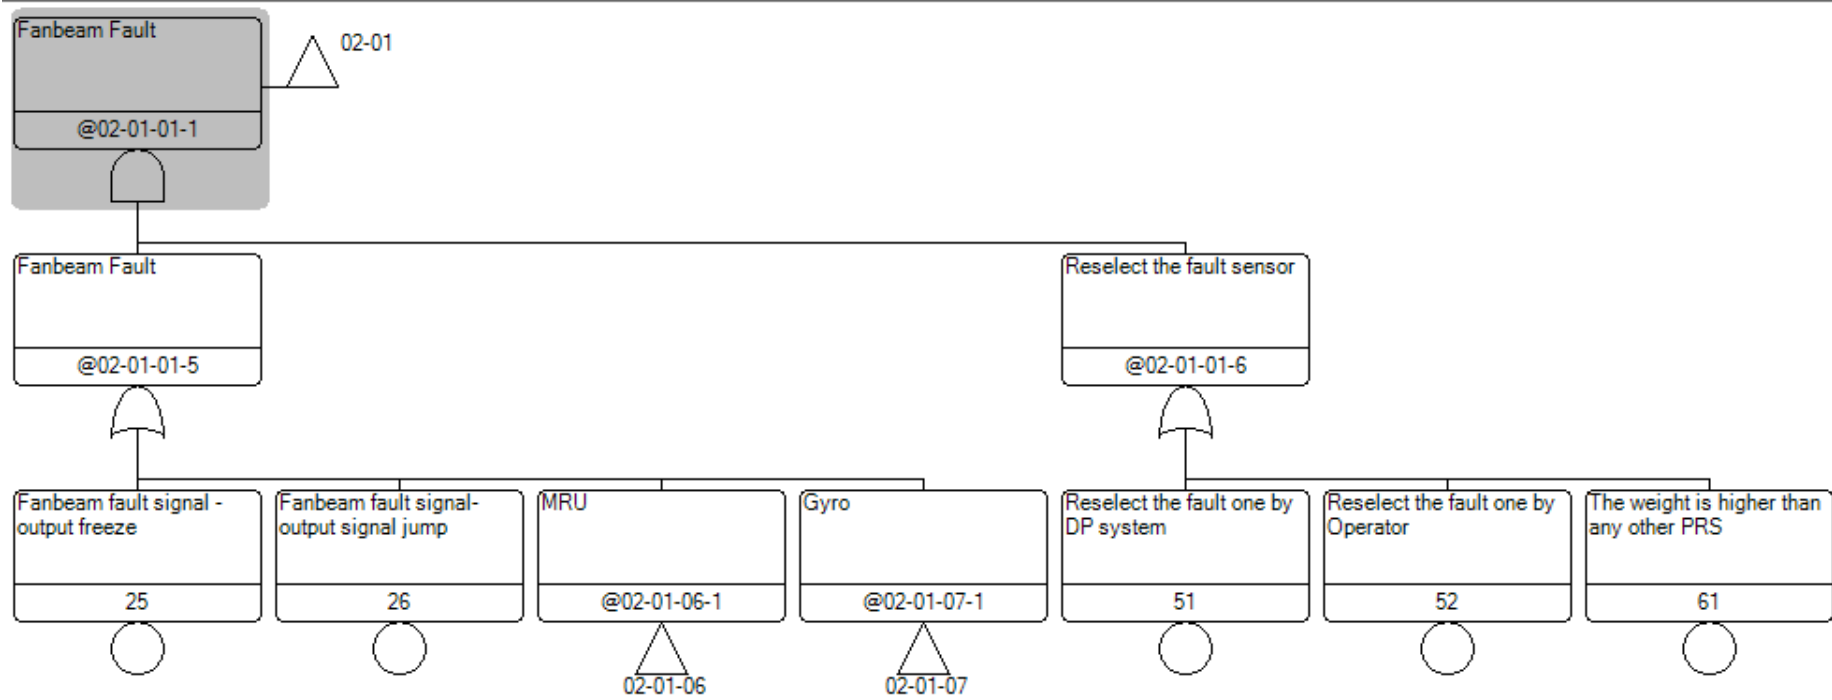 Fanbeam Fault
02-01
@02-01-01-1
Fanbeam Fault
Reselect the fault sensor
@02-01-01-5
@02-01-01-6
Fanbeam fault signal -
output freeze
Fanbeam fault signal-
output signal jump
MRU
Gyro
Reselect the fault one by
DP system
Reselect the fault one by
Operator
The weight is higher than
any other PRS
25
26
@02-01-06-1
@02-01-07-1
51
52
61
02-01-06
02-01-07